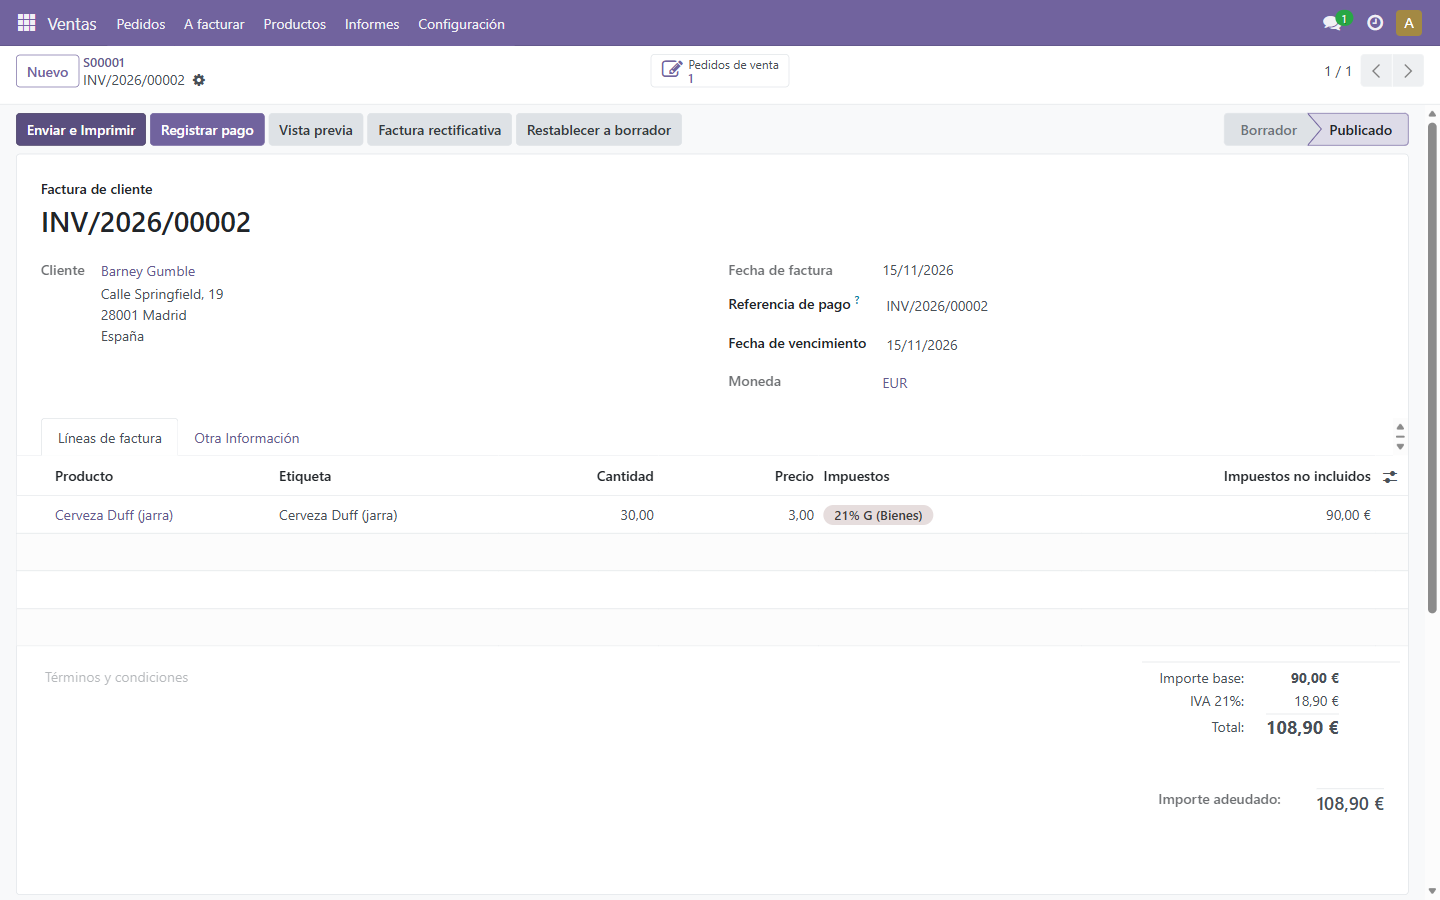 Ventas Pedidos A facturar Productos Informes Configuración 1 A
Nuevo S00001
INV/2026/00002
Pedidos de venta
1
1 / 1
Enviar e Imprimir Registrar pago Vista previa Factura rectificativa Restablecer a borrador Borrador Publicado
Factura de cliente
INV/2026/00002
Cliente Barney Gumble
Calle Springfield, 19
28001 Madrid
España
Fecha de factura 15/11/2026
Referencia de pago ? INV/2026/00002
Fecha de vencimiento 15/11/2026
Moneda EUR
Líneas de factura Otra Información
Producto Etiqueta Cantidad Precio Impuestos Impuestos no incluidos
Cerveza Duff (jarra) Cerveza Duff (jarra) 30,00 3,00 21% G (Bienes) 90,00 €
Términos y condiciones
Importe base: 90,00 €
IVA 21%: 18,90 €
Total: 108,90 €
Importe adeudado: 108,90 €